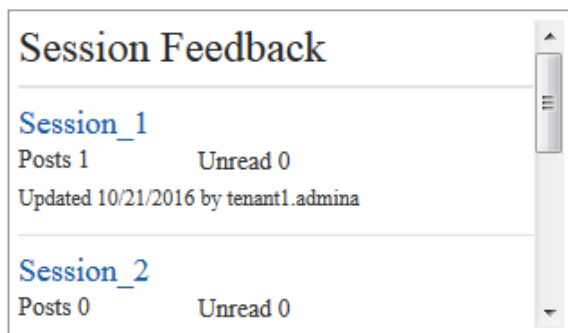 Session Feedback
Session_1
Posts 1 Unread 0
Updated 10/21/2016 by tenant1.admina
Session_2
Posts 0 Unread 0